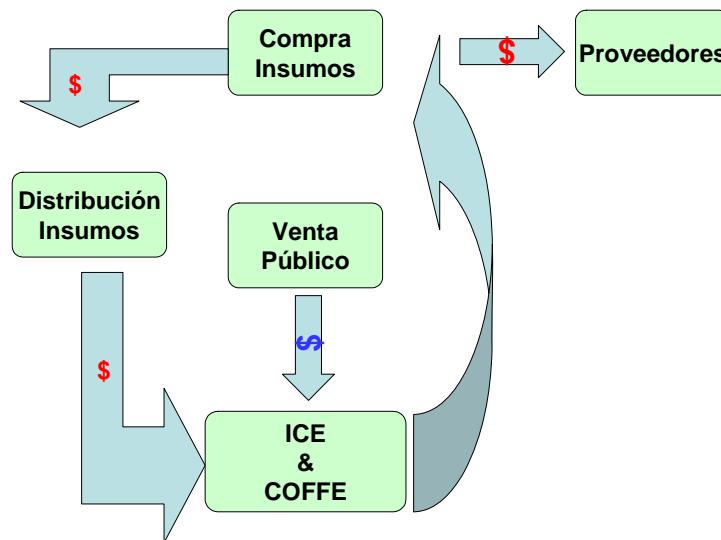 Compra
Insumos
$
Proveedores
$
Distribución
Insumos
Venta
Público
$
$
ICE
&
COFFE